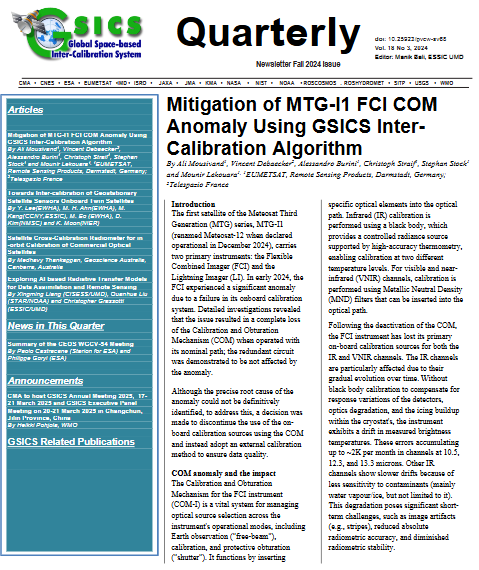 GSICS
Global Space-based
Inter-Calibration System
Quarterly
Newsletter Fall 2024 Issue
doi: 10.25923/gvcw-av56
Vol. 18 No 3, 2024
Editor: Manik Bali, ESSIC UMD
CMA • CNES • ESA • EUMETSAT •IMD • ISRO • JAXA • JMA • KMA • NASA • NIST • NOAA •ROSCOSMOS . ROSHYDROMET • SITP • USGS • WMO
Articles
Mitigation of MTG-I1 FCI COM Anomaly Using
GSICS Inter-Calibration Algorithm
By Ali Mousivand¹, Vincent Debaecker²,
Alessandro Burini¹, Christoph Straif¹, Stephan
Stock¹ and Mounir Lekouara¹ ¹EUMETSAT,
Remote Sensing Products, Darmstadt, Germany;
²Telespazio France
Towards Inter-calibration of Geostationary
Satellite Sensors Onboard Twin Satellites
By Y. Lee(EWHA), M. H. Ahn(EWHA), M.
Kang(CCNY,ESSIC), M. Eo (EWHA), D.
Kim(NMSC) and K. Moon(NIER)
Satellite Cross-Calibration Radiometer for in
orbit Calibration of Commercial Optical
Satellites
By Medhavy Thankappan, Geoscience Australia,
Canberra, Australia
Exploring AI based Radiative Transfer Models
for Data Assimilation and Remote Sensing
By Xingming Liang (CISESS/UMD), Quanhua Liu
(STAR/NOAA) and Christopher Grassotti
(ESSIC/UMD)
News in This Quarter
Summary of the CEOS WGCV-54 Meeting
By Paolo Castracane (Starion for ESA) and
Philippe Goryl (ESA)
Announcements
CMA to host GSICS Annual Meeting 2025, 17-
21 March 2025 and GSICS Executive Panel
Meeting on 20-21 March 2025 in Changchun,
Jilin Province, China
By Heikki Pohjola, WMO
GSICS Related Publications
Mitigation of MTG-I1 FCI COM
Anomaly Using GSICS Inter-
Calibration Algorithm
By Ali Mousivand¹, Vincent Debaecker², Alessandro Burini¹, Christoph Straif¹, Stephan Stock¹
and Mounir Lekouara¹. ¹EUMETSAT, Remote Sensing Products, Darmstadt, Germany;
²Telespazio France
Introduction
The first satellite of the Meteosat Third
Generation (MTG) series, MTG-I1
(renamed Meteosat-12 when declared
operational in December 2024), carries
two primary instruments: the Flexible
Combined Imager (FCI) and the
Lightning Imager (LI). In early 2024, the
FCI experienced a significant anomaly
due to a failure in its onboard calibration
system. Detailed investigations revealed
that the issue resulted in a complete loss
of the Calibration and Obturation
Mechanism (COM) when operated with
its nominal path; the redundant circuit
was demonstrated to be not affected by
the anomaly.
Although the precise root cause of the
anomaly could not be definitively
identified, to address this, a decision was
made to discontinue the use of the on-
board calibration sources using the COM
and instead adopt an external calibration
method to ensure data quality.
COM anomaly and the impact
The Calibration and Obturation
Mechanism for the FCI instrument
(COM-I) is a vital system for managing
optical source selection across the
instrument's operational modes, including
Earth observation ("free-beam"),
calibration, and protective obturation
("shutter"). It functions by inserting
specific optical elements into the optical
path. Infrared (IR) calibration is
performed using a black body, which
provides a controlled radiance source
supported by high-accuracy thermometry,
enabling calibration at two different
temperature levels. For visible and near-
infrared (VNIR) channels, calibration is
performed using Metallic Neutral Density
(MND) filters that can be inserted into the
optical path.
Following the deactivation of the COM,
the FCI instrument has lost its primary
on-board calibration sources for both the
IR and VNIR channels. The IR channels
are particularly affected due to their
gradual evolution over time. Without
black body calibration to compensate for
response variations of the detectors,
optics degradation, and the icing buildup
within the cryostat's, the instrument
exhibits a drift in measured brightness
temperatures. These errors accumulating
up to ~2K per month in channels at 10.5,
12.3, and 13.3 microns. Other IR
channels show slower drifts because of
less sensitivity to contaminants (mainly
water vapour/ice, but not limited to it).
This degradation poses significant short-
term challenges, such as image artifacts
(e.g., stripes), reduced absolute
radiometric accuracy, and diminished
radiometric stability.